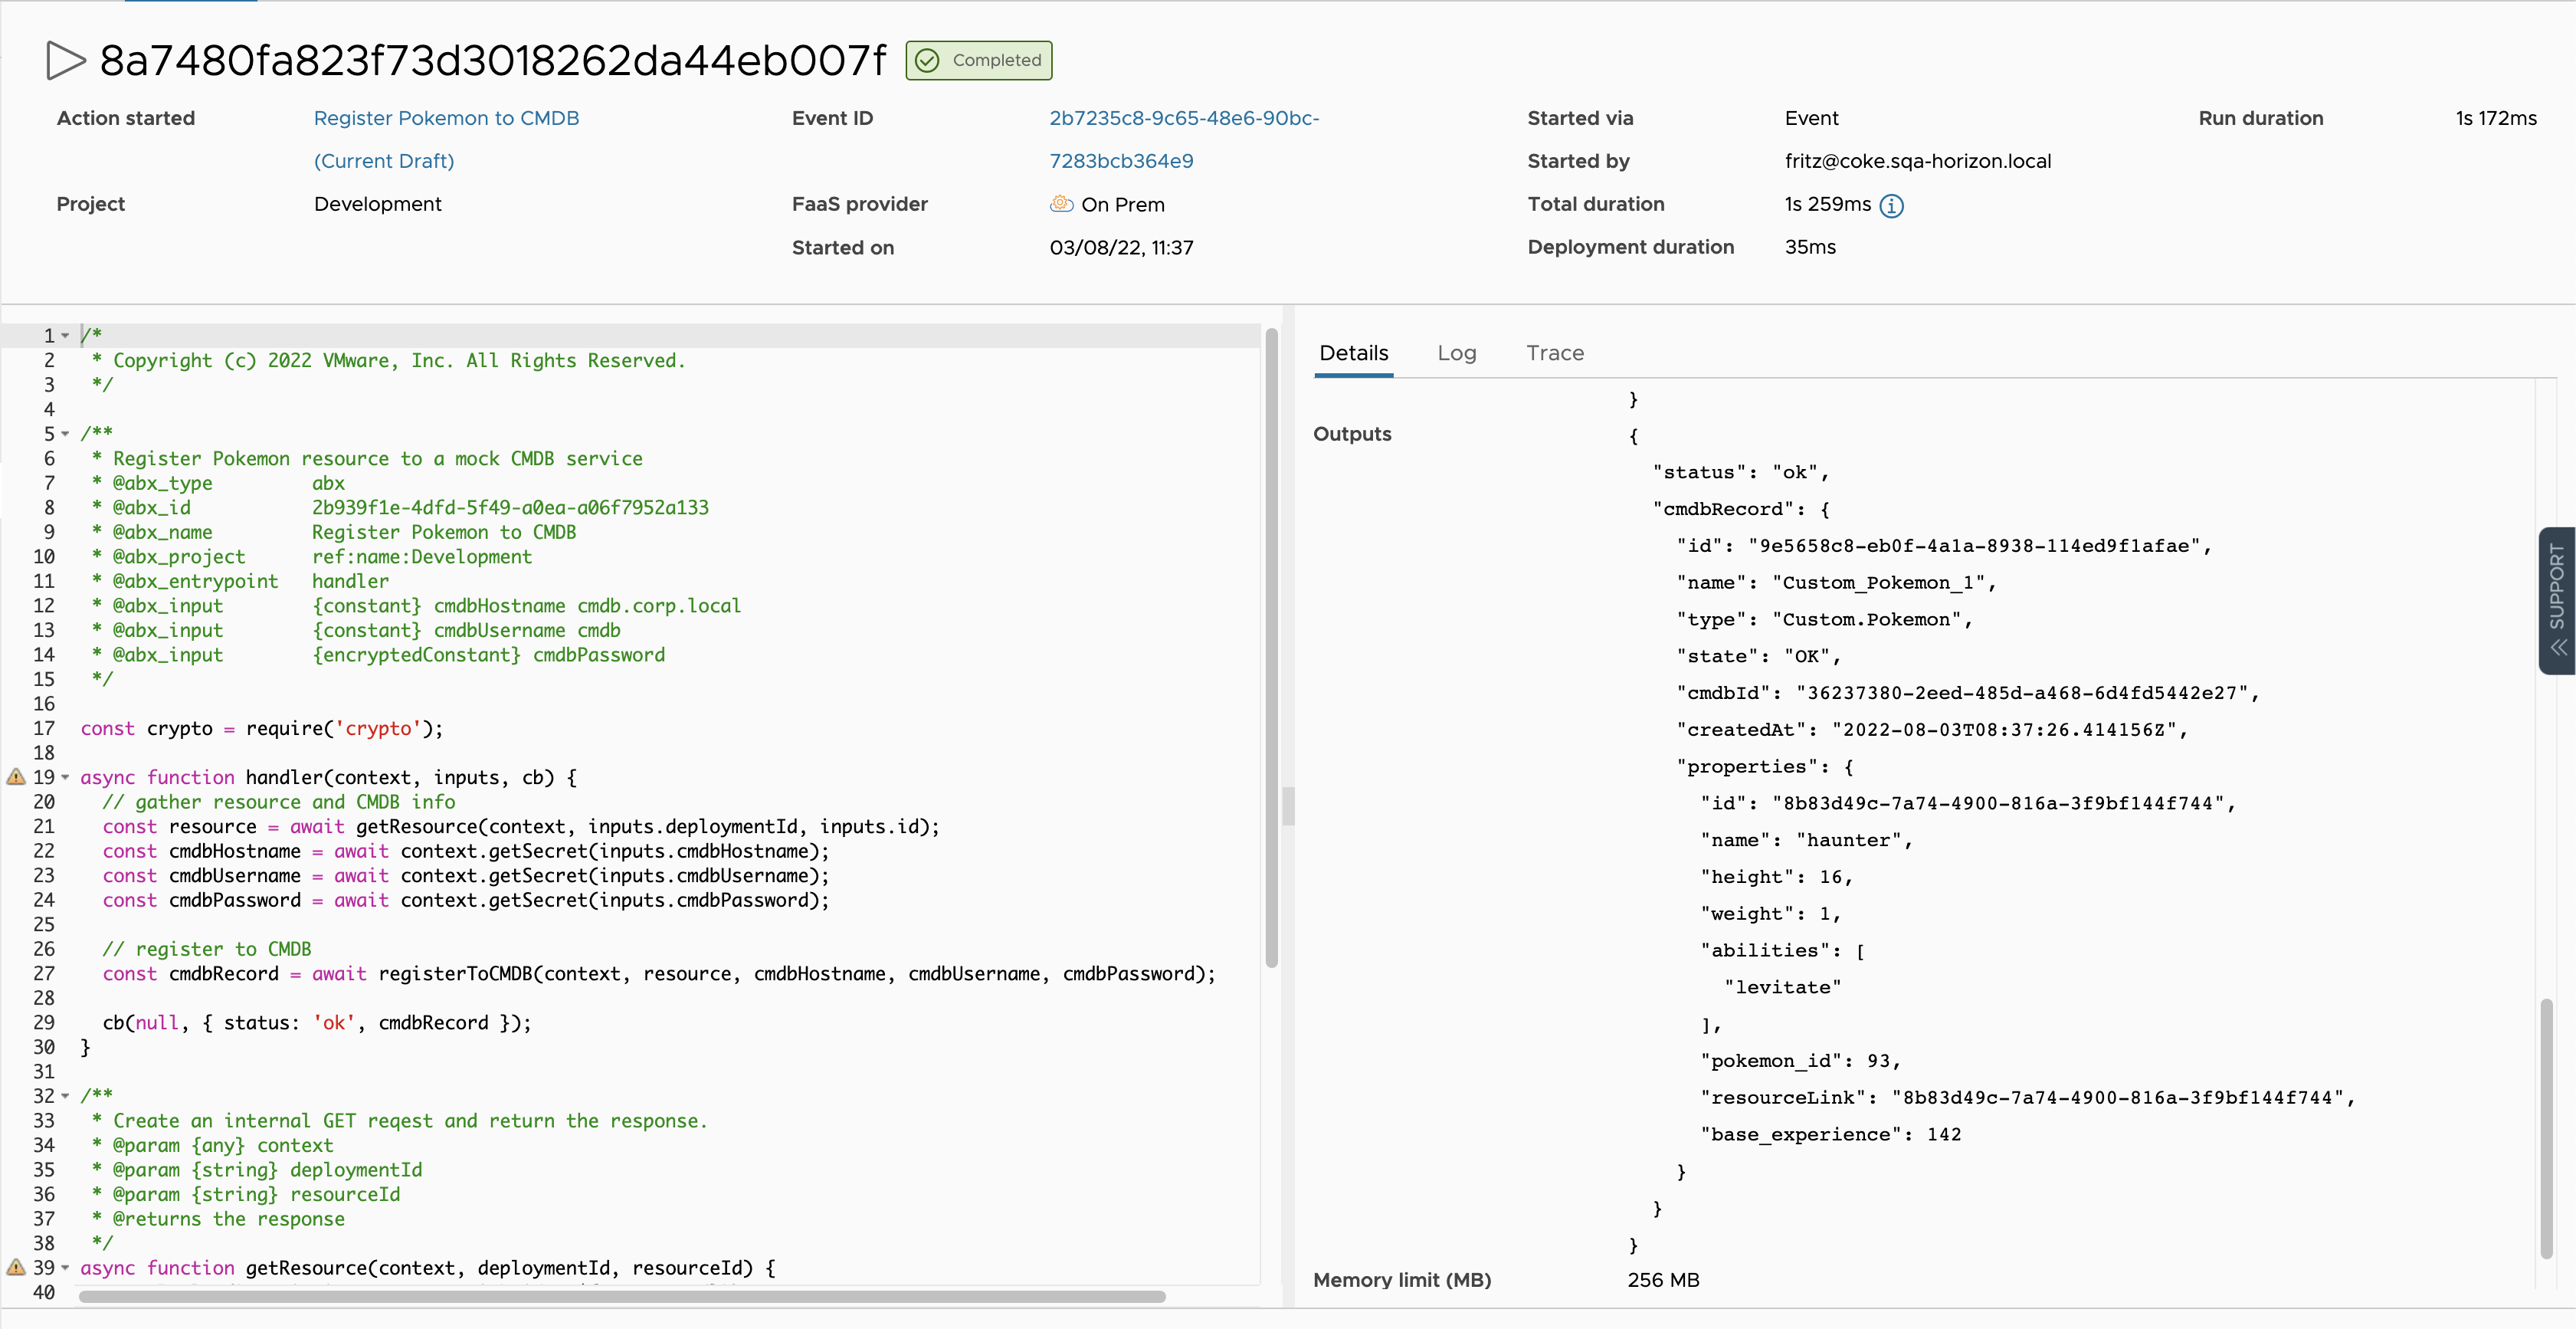 8a7480fa823f73d3018262da44eb007f Completed
Action started Register Pokemon to CMDB (Current Draft)
Project Development
Event ID 2b7235c8-9c65-48e6-90bc-7283bcb364e9
FaaS provider On Prem
Started on 03/08/22, 11:37
Started via Event
Started by fritz@coke.sqa-horizon.local
Total duration 1s 259ms
Deployment duration 35ms
Run duration 1s 172ms
1 /*
2  * Copyright (c) 2022 VMware, Inc. All Rights Reserved.
3  */
4
5 /**
6  * Register Pokemon resource to a mock CMDB service
7  * @abx_type abx
8  * @abx_id 2b939f1e-4dfd-5f49-a0ea-a06f7952a133
9  * @abx_name Register Pokemon to CMDB
10  * @abx_project ref:name:Development
11  * @abx_entrypoint handler
12  * @abx_input {constant} cmdbHostname cmdb.corp.local
13  * @abx_input {constant} cmdbUsername cmdb
14  * @abx_input {encryptedConstant} cmdbPassword
15  */
16
17 const crypto = require('crypto');
18
19 async function handler(context, inputs, cb) {
20   // gather resource and CMDB info
21   const resource = await getResource(context, inputs.deploymentId, inputs.id);
22   const cmdbHostname = await context.getSecret(inputs.cmdbHostname);
23   const cmdbUsername = await context.getSecret(inputs.cmdbUsername);
24   const cmdbPassword = await context.getSecret(inputs.cmdbPassword);
25
26   // register to CMDB
27   const cmdbRecord = await registerToCMDB(context, resource, cmdbHostname, cmdbUsername, cmdbPassword);
28
29   cb(null, { status: 'ok', cmdbRecord });
30 }
31
32 /**
33  * Create an internal GET reqest and return the response.
34  * @param {any} context
35  * @param {string} deploymentId
36  * @param {string} resourceId
37  * @returns the response
38  */
39 async function getResource(context, deploymentId, resourceId) {
40
Details Log Trace
}
Outputs {
"status": "ok",
"cmdbRecord": {
"id": "9e5658c8-eb0f-4a1a-8938-114ed9f1afae",
"name": "Custom_Pokemon_1",
"type": "Custom.Pokemon",
"state": "OK",
"cmdbId": "36237380-2eed-485d-a468-6d4fd5442e27",
"createdAt": "2022-08-03T08:37:26.414156Z",
"properties": {
"id": "8b83d49c-7a74-4900-816a-3f9bf144f744",
"name": "haunter",
"height": 16,
"weight": 1,
"abilities": [
"levitate"
],
"pokemon_id": 93,
"resourceLink": "8b83d49c-7a74-4900-816a-3f9bf144f744",
"base_experience": 142
}
}
}
Memory limit (MB) 256 MB
SUPPORT